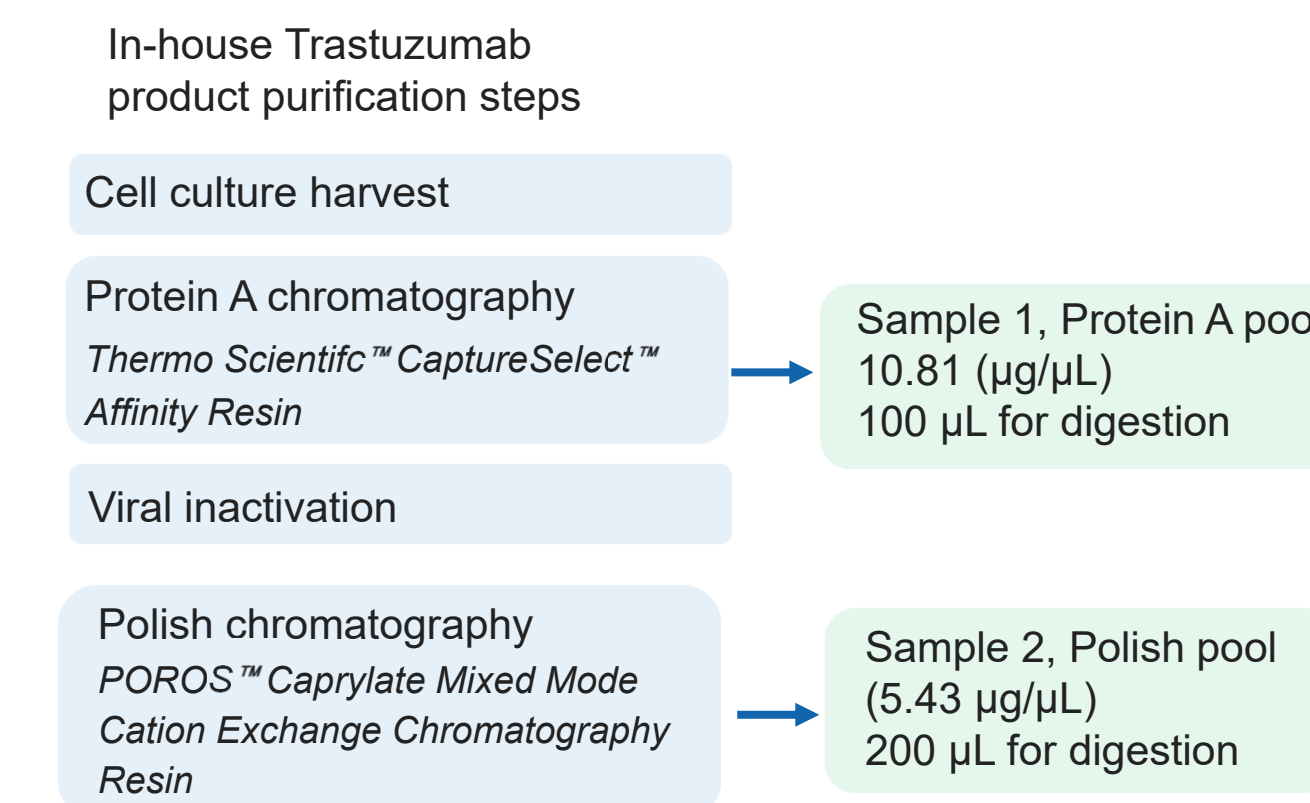 In-house Trastuzumab
product purification steps
Cell culture harvest
Protein A chromatography
Thermo Scientifc™ CaptureSelect™
Affinity Resin
Sample 1, Protein A poo
10.81 (µg/µL)
100 µL for digestion
Viral inactivation
Polish chromatography
POROS™ Caprylate Mixed Mode
Cation Exchange Chromatography
Resin
Sample 2, Polish pool
(5.43 µg/µL)
200 µL for digestion